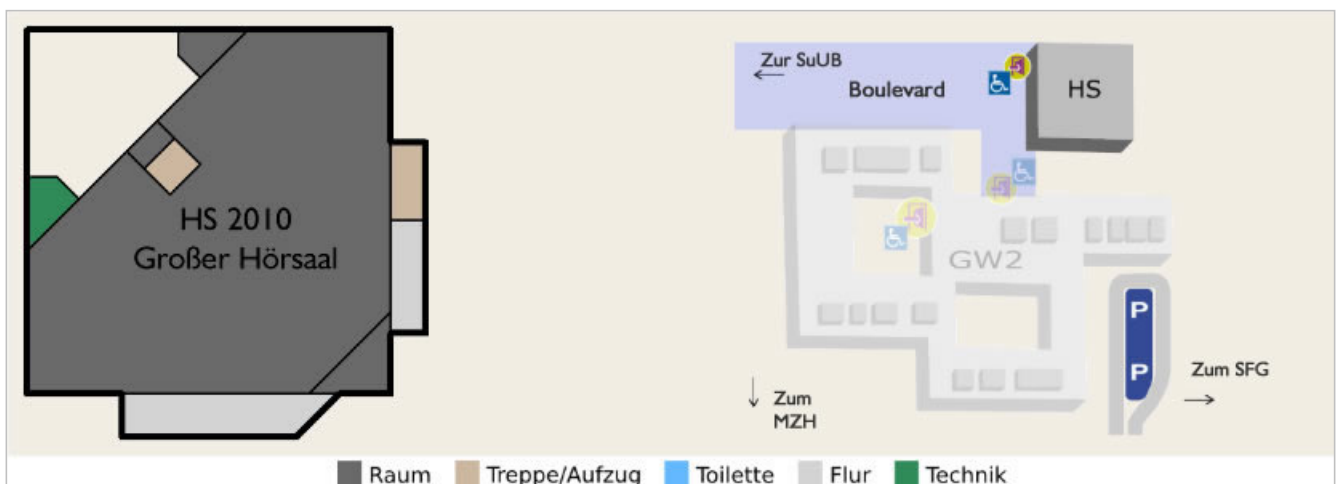 HS 2010
Großer Hörsaal
Zur SuUB
Boulevard
HS
GW2
P
P
Zum SFG
Zum
MZH
Raum
Treppe/Aufzug
Toilette
Flur
Technik